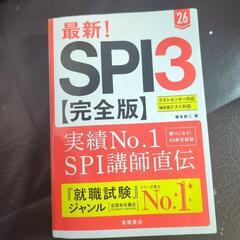 '26
最新!
SPI3
【完全版】
テストセンター対応
WEBテスト対応
柳本新二 著
実績No.1
SPI講師直伝
『就職試験』
ジャンル
No.1
高橋書店